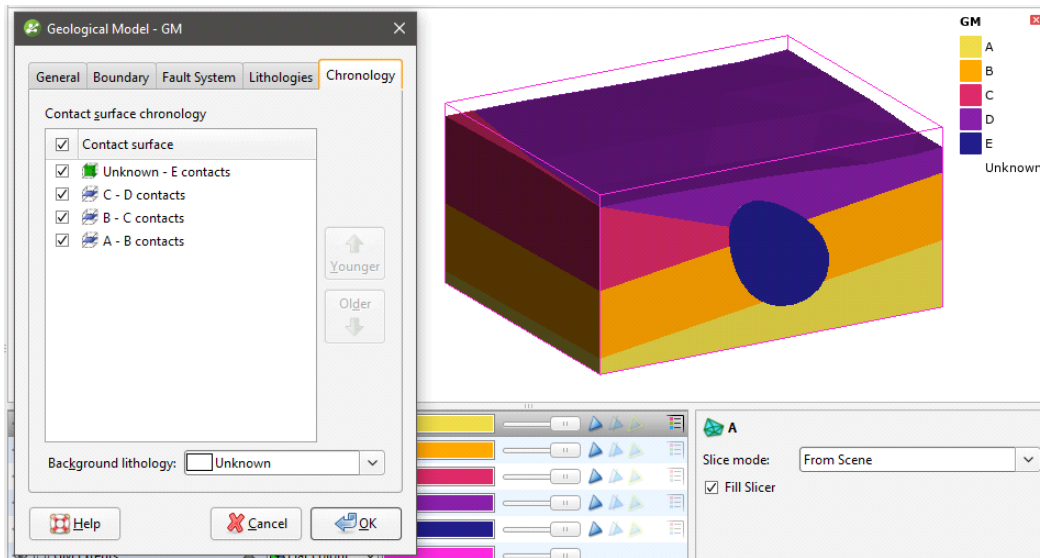 Geological Model - GM
General
Boundary
Fault System
Lithologies
Chronology
Contact surface chronology
Contact surface
Unknown - E contacts
C - D contacts
B - C contacts
A - B contacts
Younger
Older
Background lithology:
Unknown
Help
Cancel
OK
GM
A
B
C
D
E
Unknown
A
Slice mode:
From Scene
Fill Slicer